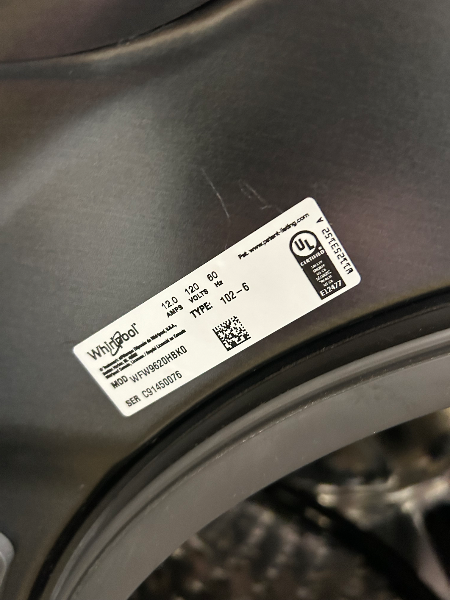 Whirlpool
12.0 120 60
AMPS VOLTS Hz
TYPE: 102-6
Pat. www.patent-listing.com
MOD WFW9620HBK0
SER C91450076
UL
CERTIFIED
E12477